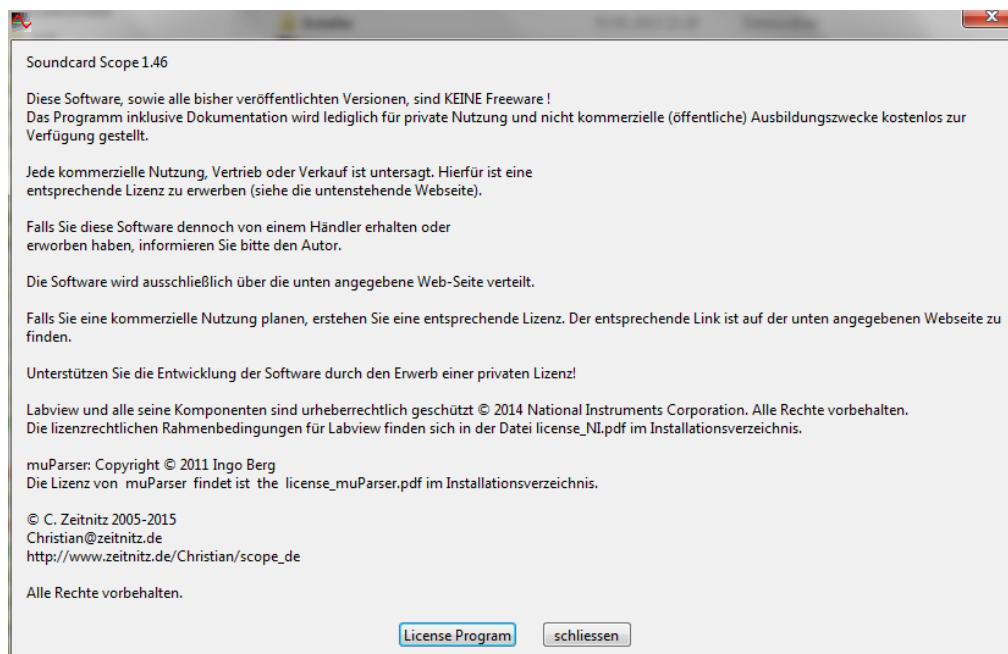 Soundcard Scope 1.46
Diese Software, sowie alle bisher veröffentlichten Versionen, sind KEINE Freeware !
Das Programm inklusive Dokumentation wird lediglich für private Nutzung und nicht kommerzielle (öffentliche) Ausbildungszwecke kostenlos zur
Verfügung gestellt.
Jede kommerzielle Nutzung, Vertrieb oder Verkauf ist untersagt. Hierfür ist eine
entsprechende Lizenz zu erwerben (siehe die untenstehende Webseite).
Falls Sie diese Software dennoch von einem Händler erhalten oder
erworben haben, informieren Sie bitte den Autor.
Die Software wird ausschließlich über die unten angegebene Web-Seite verteilt.
Falls Sie eine kommerzielle Nutzung planen, erstehen Sie eine entsprechende Lizenz. Der entsprechende Link ist auf der unten angegebenen Webseite zu
finden.
Unterstützen Sie die Entwicklung der Software durch den Erwerb einer privaten Lizenz!
Labview und alle seine Komponenten sind urheberrechtlich geschützt © 2014 National Instruments Corporation. Alle Rechte vorbehalten.
Die lizenzrechtlichen Rahmenbedingungen für Labview finden sich in der Datei license_NI.pdf im Installationsverzeichnis.
muParser: Copyright © 2011 Ingo Berg
Die Lizenz von muParser findet ist the license_muParser.pdf im Installationsverzeichnis.
© C. Zeitnitz 2005-2015
Christian@zeitnitz.de
http://www.zeitnitz.de/Christian/scope_de
Alle Rechte vorbehalten.
License Program
schliessen